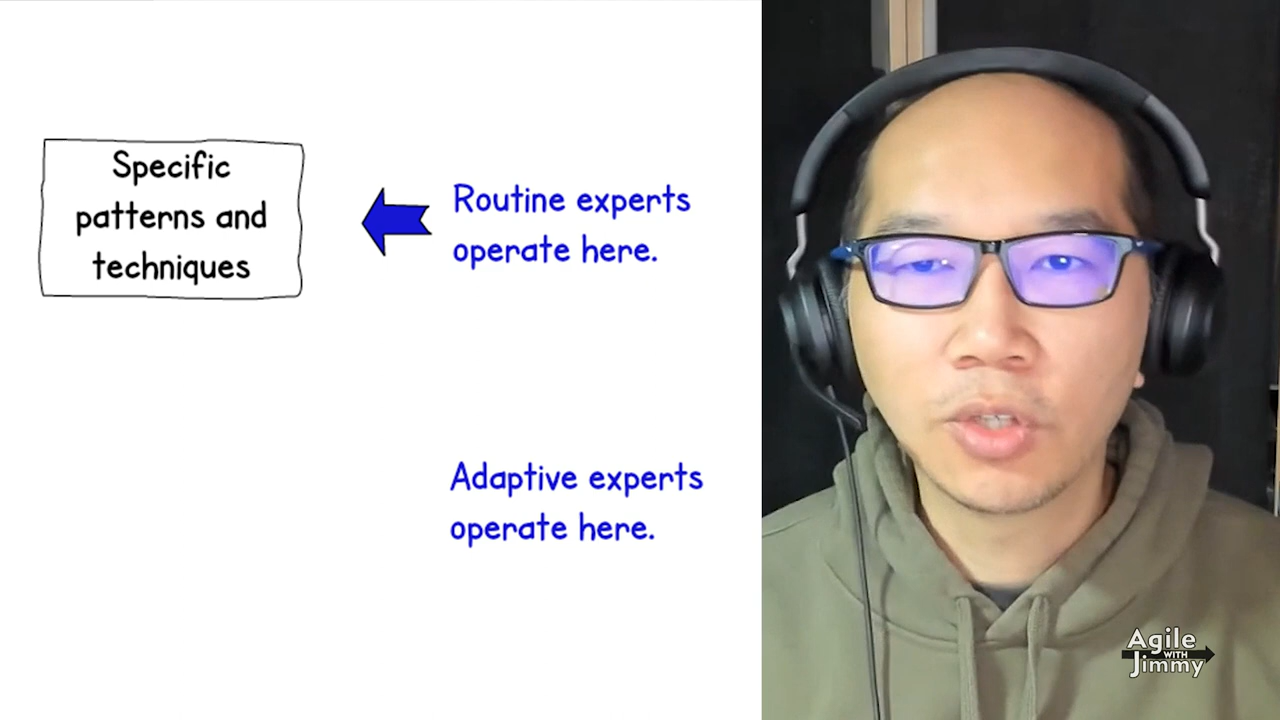 Specific
patterns and
techniques
Routine experts
operate here.
Adaptive experts
operate here.
Agile
WITH
Jimmy